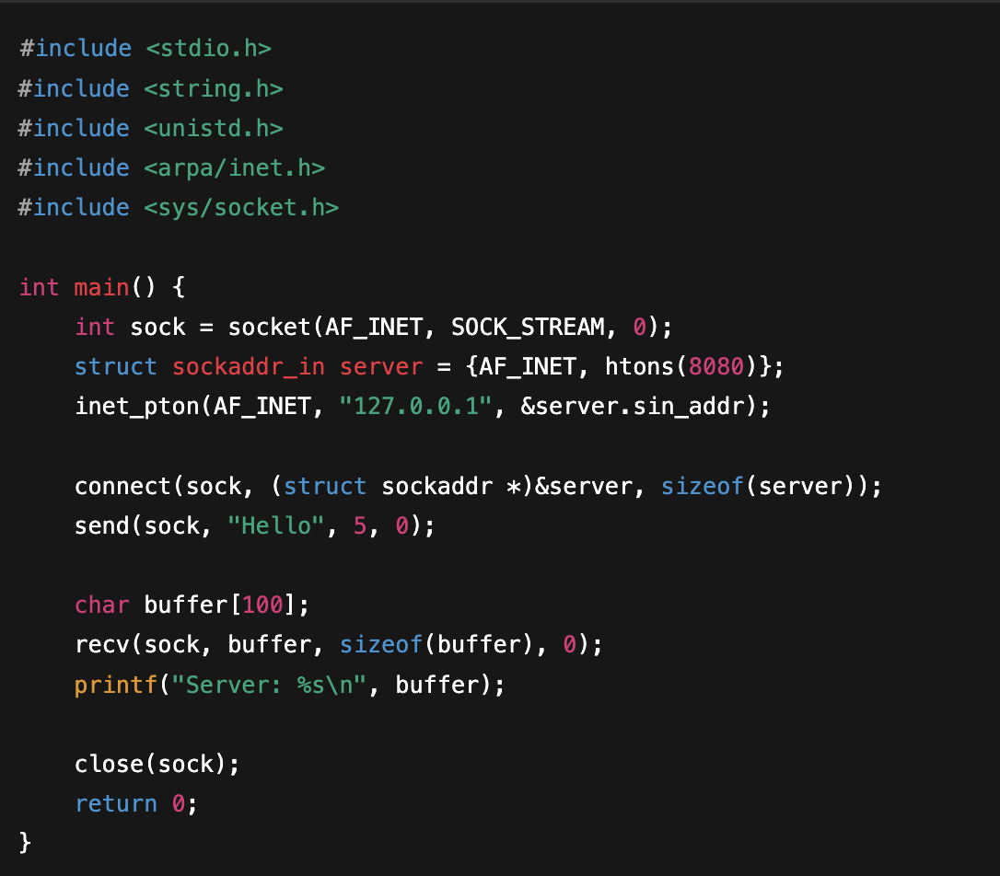 #include <stdio.h>
#include <string.h>
#include <unistd.h>
#include <arpa/inet.h>
#include <sys/socket.h>

int main() {
    int sock = socket(AF_INET, SOCK_STREAM, 0);
    struct sockaddr_in server = {AF_INET, htons(8080)};
    inet_pton(AF_INET, "127.0.0.1", &server.sin_addr);

    connect(sock, (struct sockaddr *)&server, sizeof(server));
    send(sock, "Hello", 5, 0);

    char buffer[100];
    recv(sock, buffer, sizeof(buffer), 0);
    printf("Server: %s\n", buffer);

    close(sock);
    return 0;
}